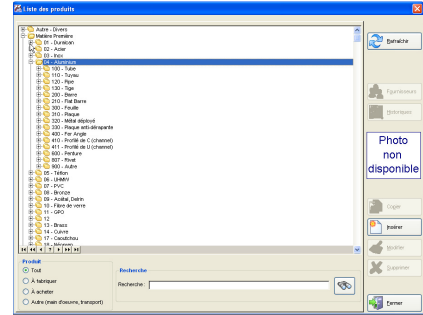 Liste des produits
Autre - Divers
Matière Première
01 - Duralcan
02 - Acier
03 - Inox
04 - Aluminium
100 - Tube
110 - Tuyau
120 - Pipe
130 - Tige
200 - Barre
210 - Flat Barre
300 - Feuille
310 - Plaque
320 - Métal déployé
330 - Plaque anti-dérapante
400 - Fer Angle
410 - Profilé de C (channel)
411 - Profilé de U (channel)
600 - Penture
807 - Rivet
900 - Autre
05 - Téflon
06 - UHMW
07 - PVC
08 - Bronze
09 - Acétal, Delrin
10 - Fibre de verre
11 - GPO
12
13 - Brass
14 - Cuivre
17 - Caoutchou
Produit
Tout
À fabriquer
À acheter
Autre (main d'oeuvre, transport)
Recherche
Recherche :
Rafraîchir
Fournisseurs
Historiques
Photo
non
disponible
Copier
Insérer
Modifier
Supprimer
Fermer